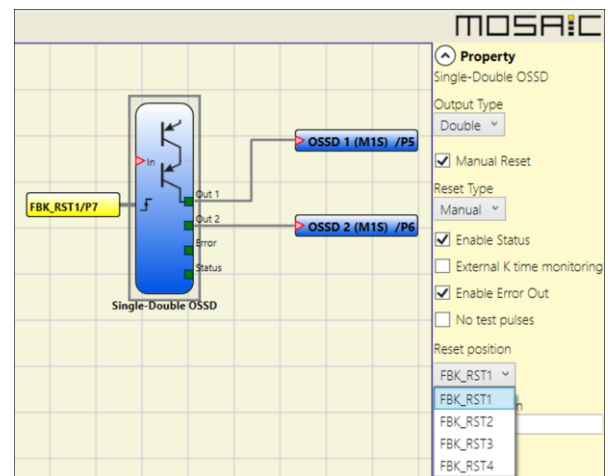 MOSAIC
Property
Single-Double OSSD
Output Type
Double
Manual Reset
Reset Type
Manual
Enable Status
External K time monitoring
Enable Error Out
No test pulses
Reset position
FBK_RST1
FBK_RST1
FBK_RST2
FBK_RST3
FBK_RST4
n
In
Out 1
Out 2
Error
Status
FBK_RST1/P7
Single-Double OSSD
OSSD 1 (M1S) /P5
OSSD 2 (M1S) /P6